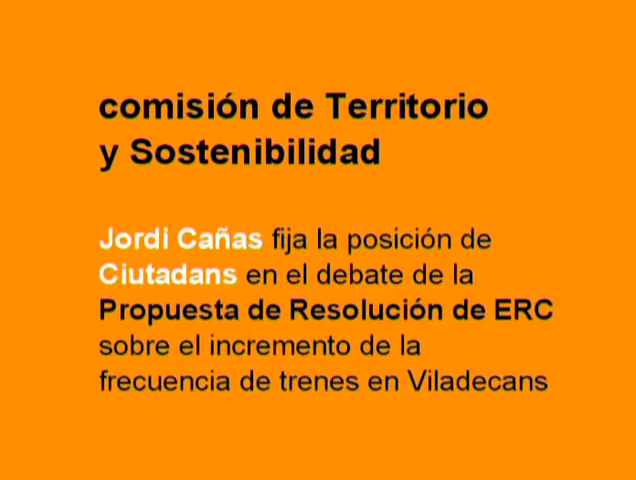 comisión de Territorio
y Sostenibilidad
Jordi Cañas fija la posición de
Ciutadans en el debate de la
Propuesta de Resolución de ERC
sobre el incremento de la
frecuencia de trenes en Viladecans